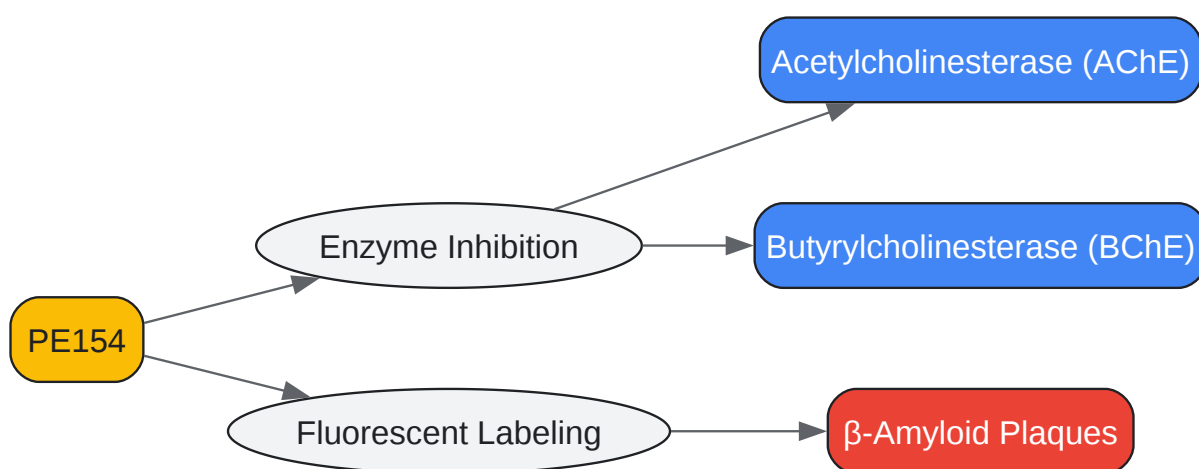 Acetylcholinesterase (AChE)
Enzyme Inhibition
Butyrylcholinesterase (BChE)
PE154
Fluorescent Labeling
β-Amyloid Plaques